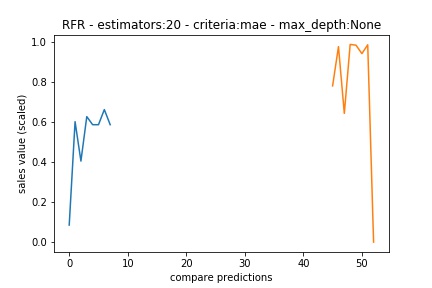 RFR - estimators:20 - criteria:mae - max_depth:None
1.0
0.8
0.6
0.4
0.2
0.0
sales value (scaled)
0 10 20 30 40 50
compare predictions